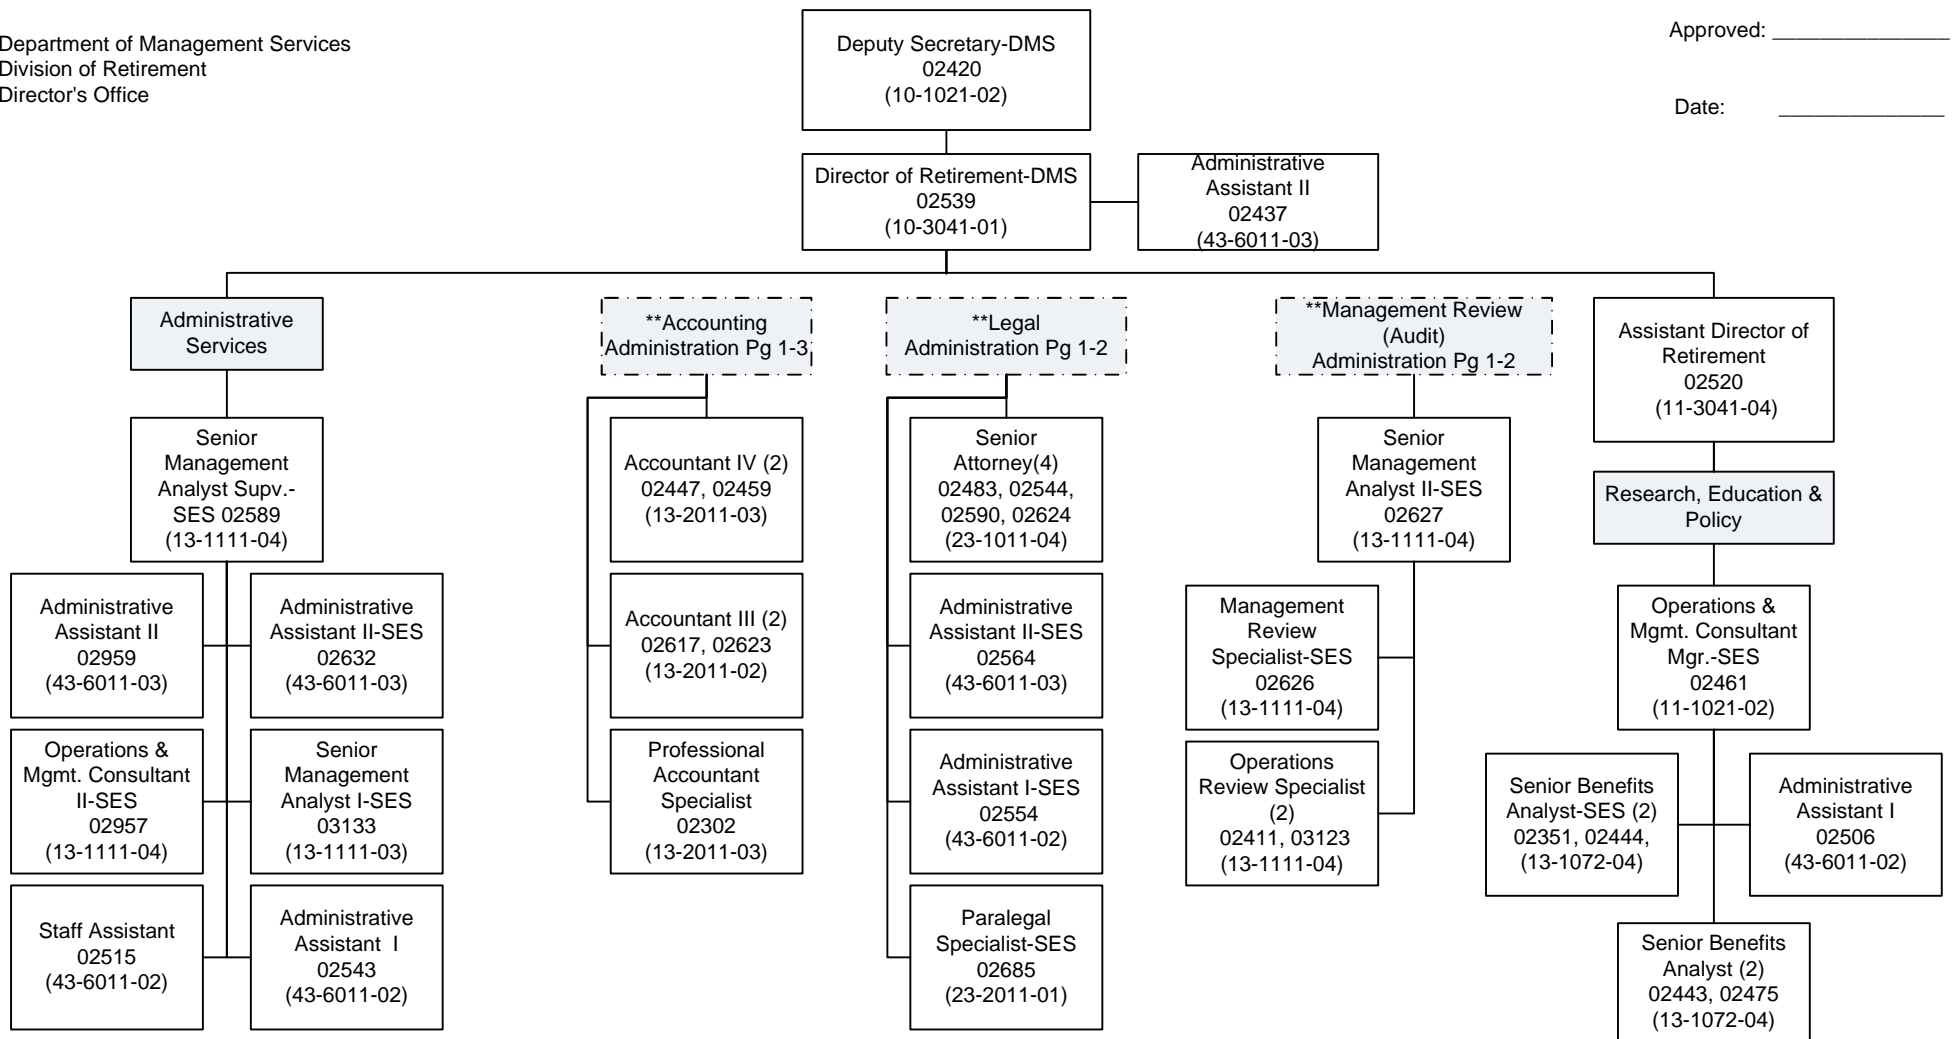 Department of Management Services
Division of Retirement
Director's Office
Approved: _______________
Date: ______________
Deputy Secretary-DMS
02420
(10-1021-02)
Director of Retirement-DMS
02539
(10-3041-01)
Administrative
Assistant II
02437
(43-6011-03)
Administrative
Services
**Accounting
Administration Pg 1-3
**Legal
Administration Pg 1-2
**Management Review
(Audit)
Administration Pg 1-2
Assistant Director of
Retirement
02520
(11-3041-04)
Senior
Management
Analyst Supv.-
SES 02589
(13-1111-04)
Administrative
Assistant II
02959
(43-6011-03)
Administrative
Assistant II-SES
02632
(43-6011-03)
Operations &
Mgmt. Consultant
II-SES
02957
(13-1111-04)
Senior
Management
Analyst I-SES
03133
(13-1111-03)
Staff Assistant
02515
(43-6011-02)
Administrative
Assistant I
02543
(43-6011-02)
Accountant IV (2)
02447, 02459
(13-2011-03)
Accountant III (2)
02617, 02623
(13-2011-02)
Professional
Accountant
Specialist
02302
(13-2011-03)
Senior
Attorney(4)
02483, 02544,
02590, 02624
(23-1011-04)
Administrative
Assistant II-SES
02564
(43-6011-03)
Administrative
Assistant I-SES
02554
(43-6011-02)
Paralegal
Specialist-SES
02685
(23-2011-01)
Senior
Management
Analyst II-SES
02627
(13-1111-04)
Management
Review
Specialist-SES
02626
(13-1111-04)
Operations
Review Specialist
(2)
02411, 03123
(13-1111-04)
Research, Education &
Policy
Operations &
Mgmt. Consultant
Mgr.-SES
02461
(11-1021-02)
Senior Benefits
Analyst-SES (2)
02351, 02444,
(13-1072-04)
Administrative
Assistant I
02506
(43-6011-02)
Senior Benefits
Analyst (2)
02443, 02475
(13-1072-04)